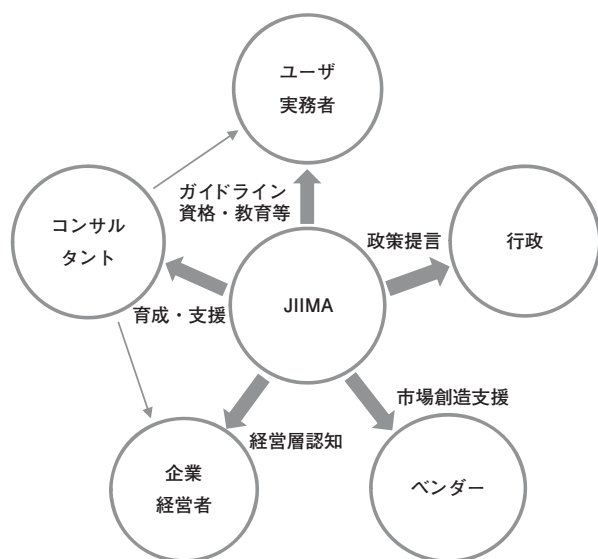 ユーザ
実務者
ガイドライン
資格・教育等
コンサル
タント
政策提言
行政
JIIMA
育成・支援
市場創造支援
経営層認知
企業
経営者
ベンダー